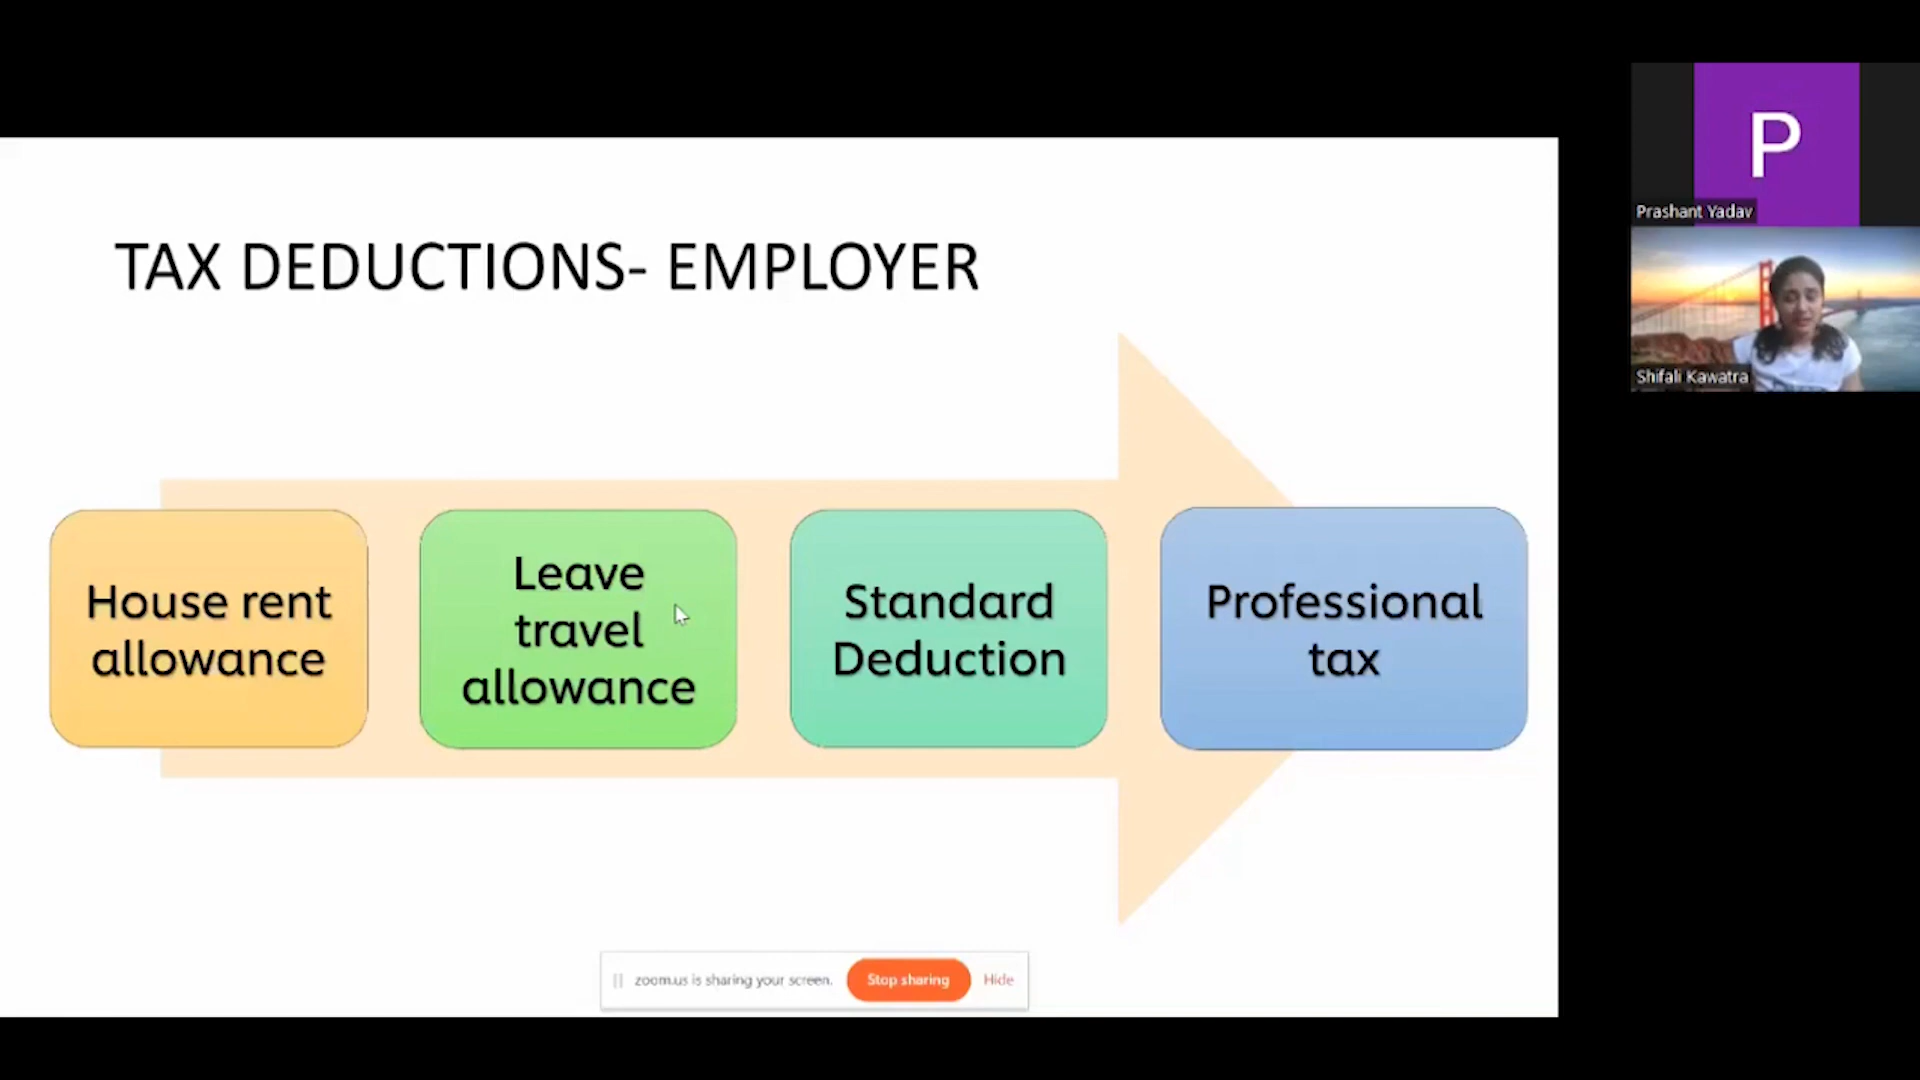 P
Prashant Yadav
Shifali Kawatra
TAX DEDUCTIONS- EMPLOYER
House rent
allowance
Leave
travel
allowance
Standard
Deduction
Professional
tax
zoom.us is sharing your screen.
Stop sharing
Hide